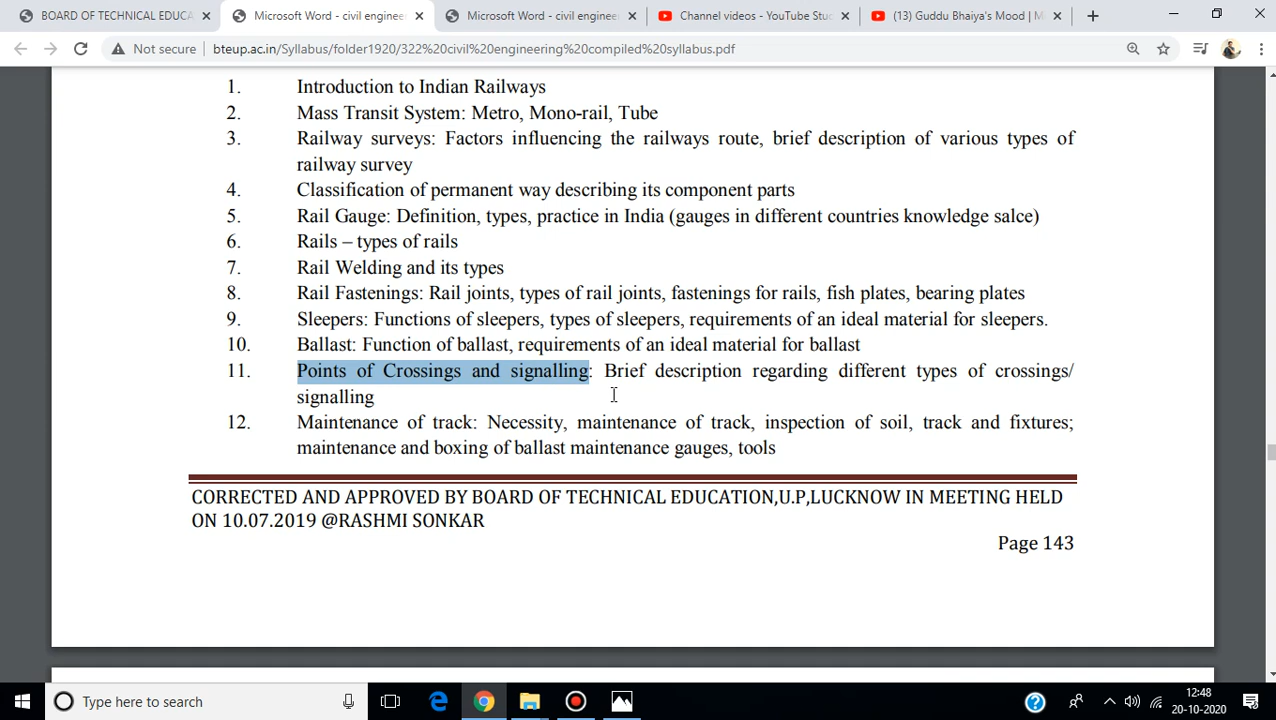 BOARD OF TECHNICAL EDUCA
Microsoft Word - civil enginee
Microsoft Word - civil enginee
Channel videos - YouTube Stu
(13) Guddu Bhaiya's Mood | M
Not secure
bteup.ac.in/Syllabus/folder1920/322%20civil%20engineering%20compiled%20syllabus.pdf
1. Introduction to Indian Railways
2. Mass Transit System: Metro, Mono-rail, Tube
3. Railway surveys: Factors influencing the railways route, brief description of various types of
railway survey
4. Classification of permanent way describing its component parts
5. Rail Gauge: Definition, types, practice in India (gauges in different countries knowledge salce)
6. Rails – types of rails
7. Rail Welding and its types
8. Rail Fastenings: Rail joints, types of rail joints, fastenings for rails, fish plates, bearing plates
9. Sleepers: Functions of sleepers, types of sleepers, requirements of an ideal material for sleepers.
10. Ballast: Function of ballast, requirements of an ideal material for ballast
11. Points of Crossings and signalling: Brief description regarding different types of crossings/
signalling
12. Maintenance of track: Necessity, maintenance of track, inspection of soil, track and fixtures;
maintenance and boxing of ballast maintenance gauges, tools
CORRECTED AND APPROVED BY BOARD OF TECHNICAL EDUCATION,U.P,LUCKNOW IN MEETING HELD
ON 10.07.2019 @RASHMI SONKAR
Page 143
Type here to search
12:48
20-10-2020